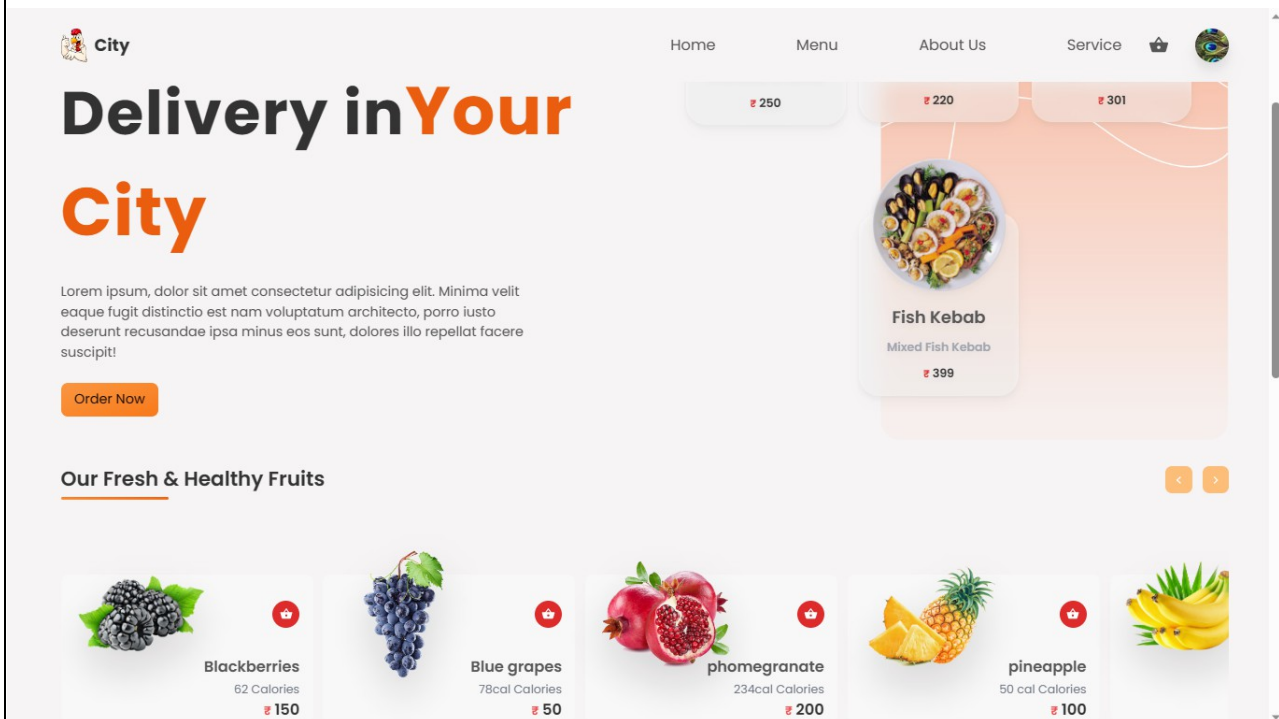 City
Home Menu About Us Service
Delivery inYour
City
₹ 250
₹ 220
₹ 301
Fish Kebab
Mixed Fish Kebab
₹ 399
Lorem ipsum, dolor sit amet consectetur adipisicing elit. Minima velit
eaque fugit distinctio est nam voluptatum architecto, porro iusto
deserunt recusandae ipsa minus eos sunt, dolores illo repellat facere
suscipit!
Order Now
Our Fresh & Healthy Fruits
Blackberries
62 Calories
₹ 150
Blue grapes
78cal Calories
₹ 50
phomegranate
234cal Calories
₹ 200
pineapple
50 cal Calories
₹ 100